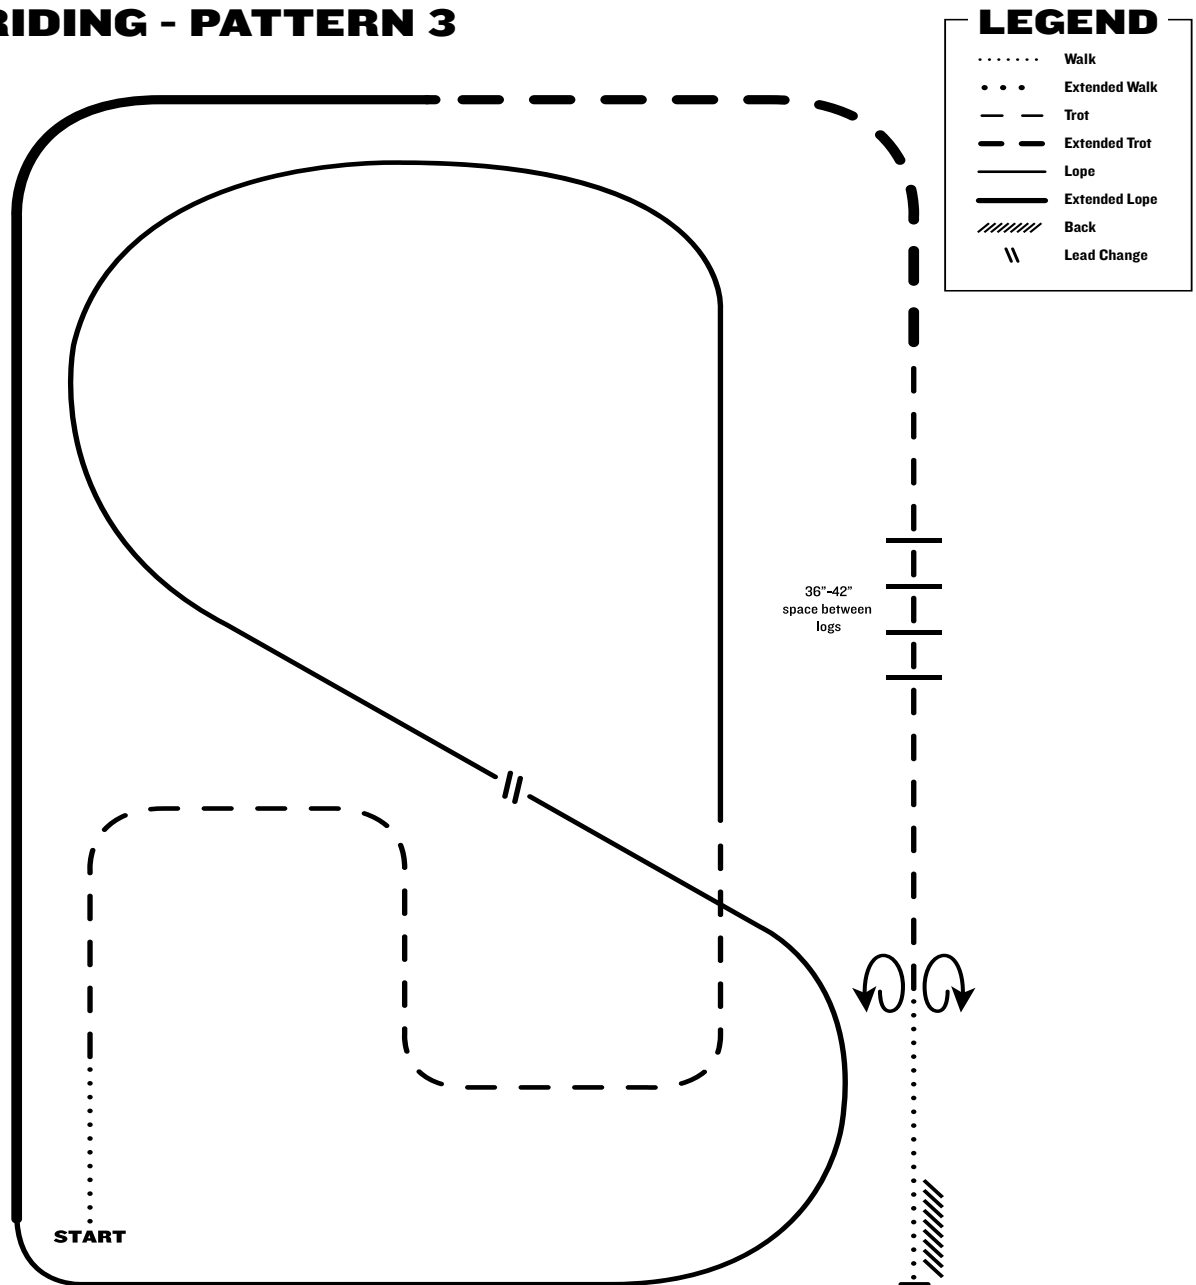 RIDING - PATTERN 3
LEGEND
Walk
Extended Walk
Trot
Extended Trot
Lope
Extended Lope
Back
Lead Change
36”-42”
space between
logs
START